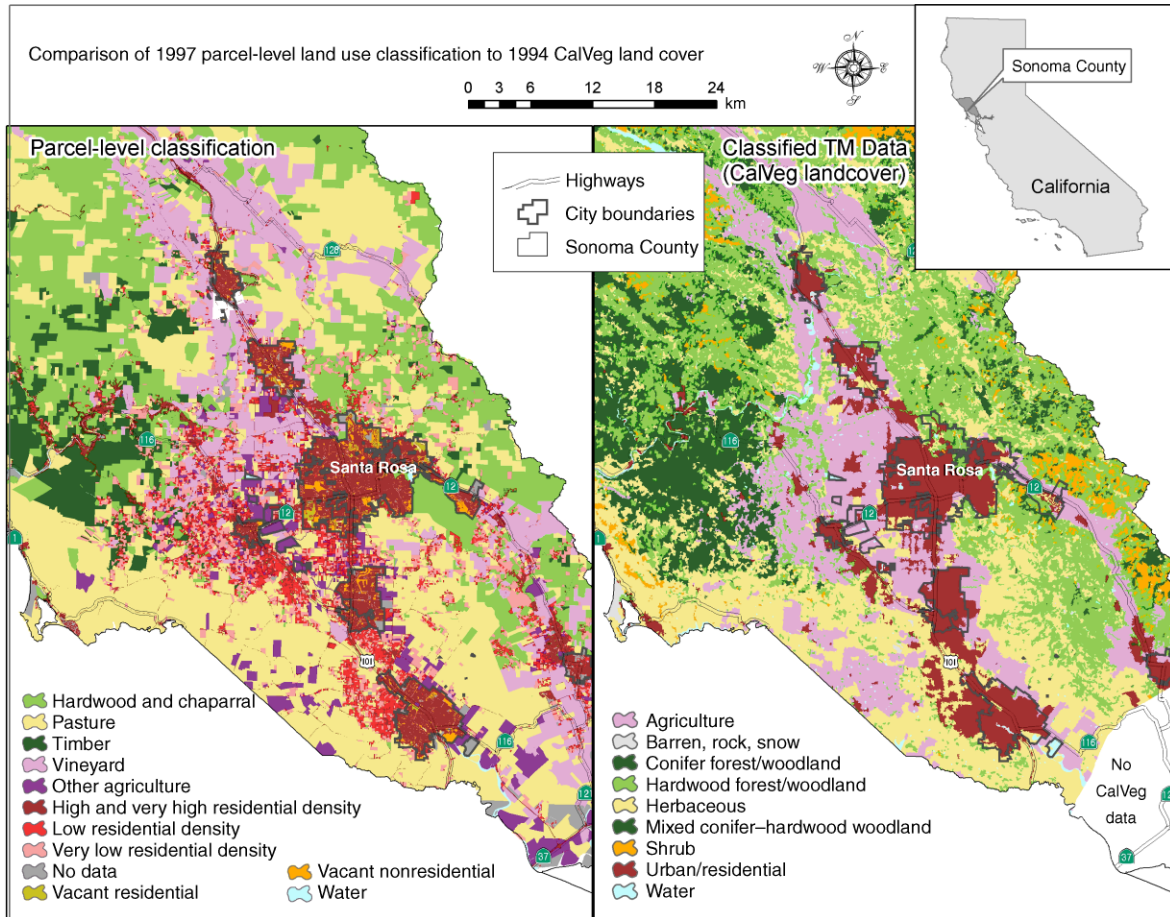 Comparison of 1997 parcel-level land use classification to 1994 CalVeg land cover
N
W
E
S
0 3 6 12 18 24
km
Sonoma County
California
Parcel-level classification
Highways
City boundaries
Sonoma County
Classified TM Data
(CalVeg landcover)
128
116
Santa Rosa
12
12
1
101
116
121
37
Hardwood and chaparral
Pasture
Timber
Vineyard
Other agriculture
High and very high residential density
Low residential density
Very low residential density
No data
Vacant residential
Vacant nonresidential
Water
116
Santa Rosa
12
12
1
101
116
37
No
CalVeg
data
Agriculture
Barren, rock, snow
Conifer forest/woodland
Hardwood forest/woodland
Herbaceous
Mixed conifer–hardwood woodland
Shrub
Urban/residential
Water